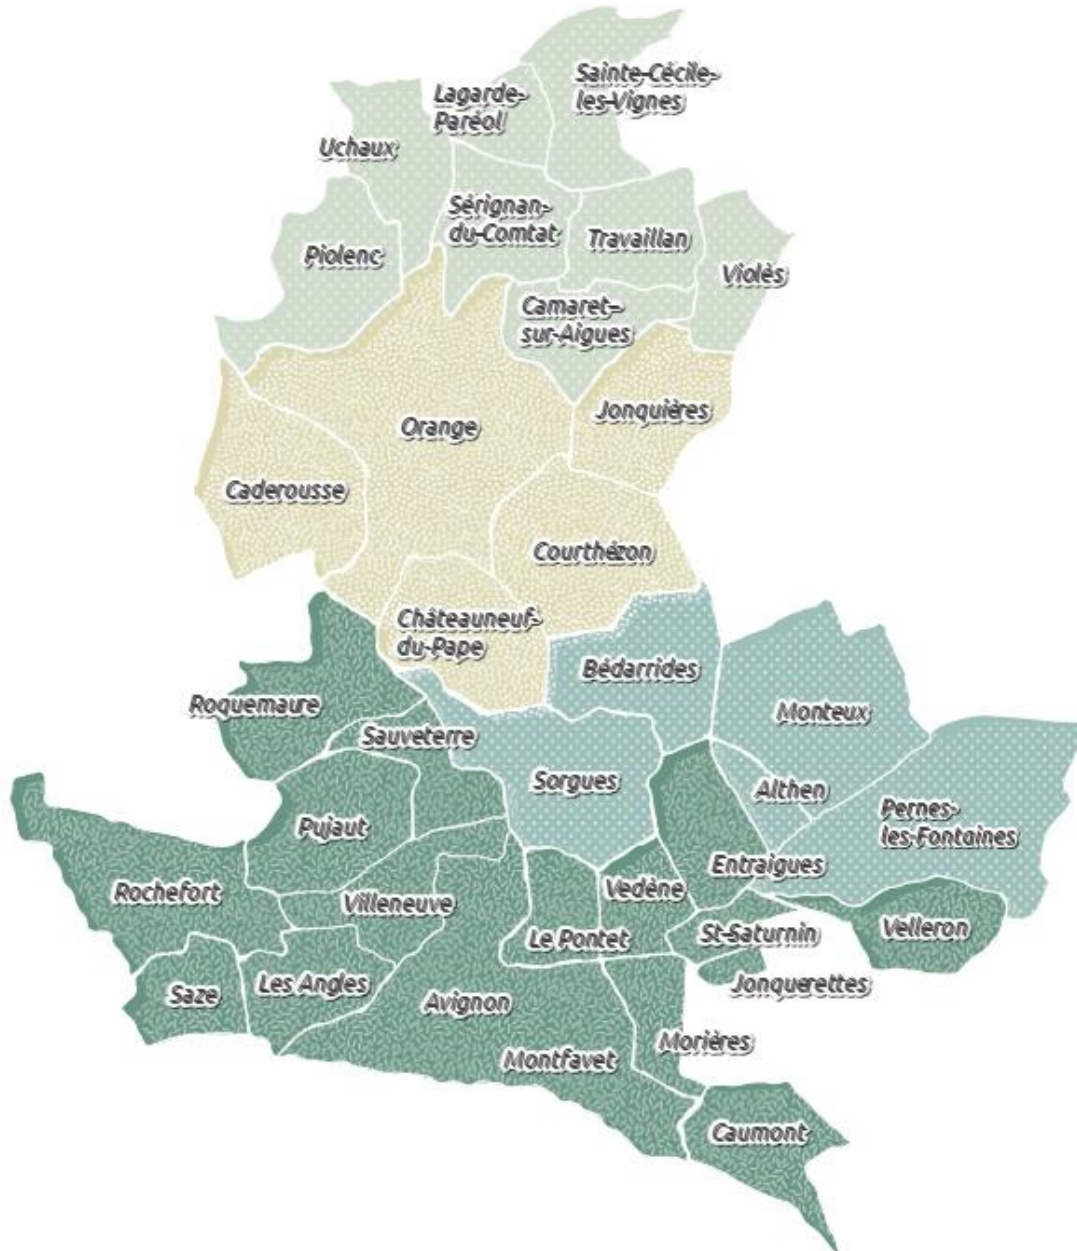 Sainte-Cécile-
les-Vignes
Lagarde-
Paréol
Uchaux
Sérignan-
du-Comtat
Travaillan
Piolenc
Violès
Camaret-
sur-Aigues
Jonquières
Orange
Caderousse
Courthézon
Châteauneuf-
du-Pape
Bédarrides
Roquemaure
Monteux
Sauveterre
Sorgues
Althen
Pernes-
les-Fontaines
Pujaut
Entraigues
Rochefort
Villeneuve
Vedène
Le Pontet
St-Saturnin
Velleron
Saze
Les Angles
Avignon
Jonquerettes
Morières
Montfavet
Caumont